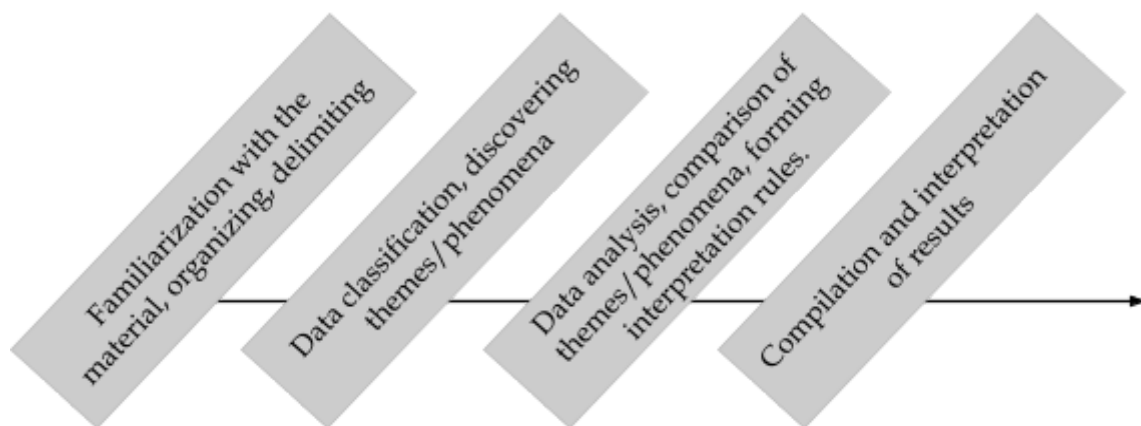 Familiarization with the
material, organizing, delimiting
Data classification, discovering
themes/phenomena
Data analysis, comparison of
themes/phenomena, forming
interpretation rules.
Compilation and interpretation
of results